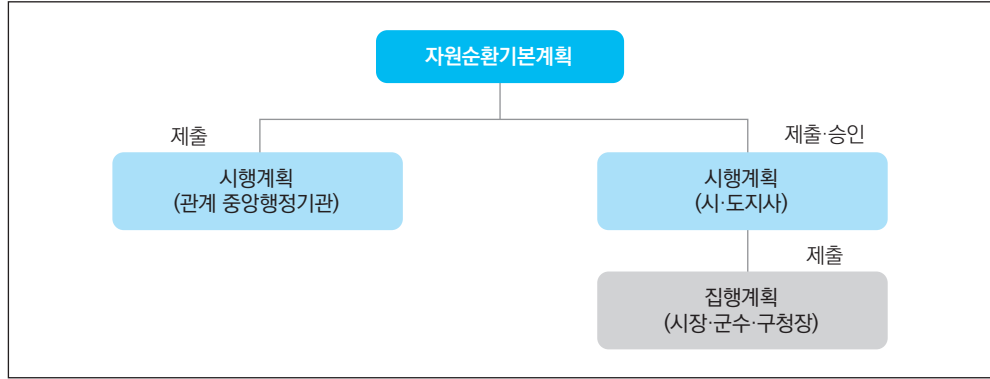 자원순환기본계획
제출
제출·승인
시행계획
(관계 중앙행정기관)
시행계획
(시·도지사)
제출
집행계획
(시장·군수·구청장)